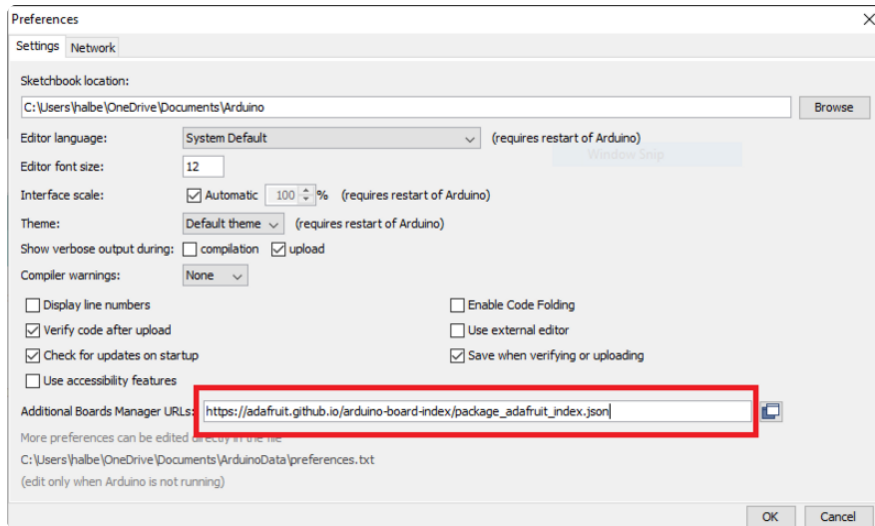 Preferences
Settings Network
Sketchbook location:
C:\Users\halbe\OneDrive\Documents\Arduino Browse
Editor language: System Default (requires restart of Arduino)
Window Snip
Editor font size: 12
Interface scale: Automatic 100 % (requires restart of Arduino)
Theme: Default theme (requires restart of Arduino)
Show verbose output during: compilation upload
Compiler warnings: None
Display line numbers Enable Code Folding
Verify code after upload Use external editor
Check for updates on startup Save when verifying or uploading
Use accessibility features
Additional Boards Manager URLs: https://adafruit.github.io/arduino-board-index/package_adafruit_index.json
More preferences can be edited directly in the file
C:\Users\halbe\OneDrive\Documents\ArduinoData\preferences.txt
(edit only when Arduino is not running)
OK Cancel